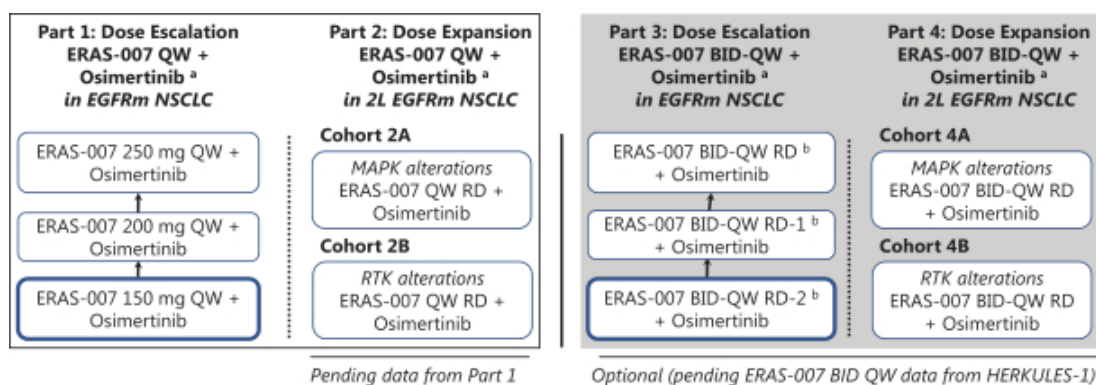 Part 1: Dose Escalation
ERAS-007 QW +
Osimertinib ᵃ
in EGFRm NSCLC
ERAS-007 250 mg QW +
Osimertinib
ERAS-007 200 mg QW +
Osimertinib
ERAS-007 150 mg QW +
Osimertinib
Part 2: Dose Expansion
ERAS-007 QW +
Osimertinib ᵃ
in 2L EGFRm NSCLC
Cohort 2A
MAPK alterations
ERAS-007 QW RD +
Osimertinib
Cohort 2B
RTK alterations
ERAS-007 QW RD +
Osimertinib
Pending data from Part 1
Part 3: Dose Escalation
ERAS-007 BID-QW +
Osimertinib ᵃ
in EGFRm NSCLC
ERAS-007 BID-QW RD ᵇ
+ Osimertinib
ERAS-007 BID-QW RD-1 ᵇ
+ Osimertinib
ERAS-007 BID-QW RD-2 ᵇ
+ Osimertinib
Part 4: Dose Expansion
ERAS-007 BID-QW +
Osimertinib ᵃ
in 2L EGFRm NSCLC
Cohort 4A
MAPK alterations
ERAS-007 BID-QW RD
+ Osimertinib
Cohort 4B
RTK alterations
ERAS-007 BID-QW RD
+ Osimertinib
Optional (pending ERAS-007 BID QW data from HERKULES-1)